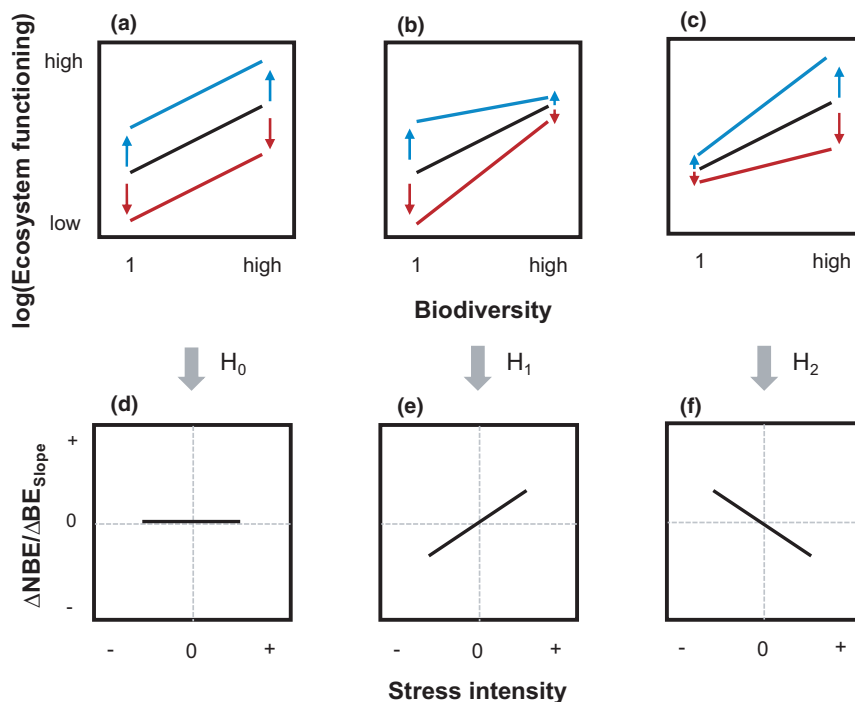 (a) (b) (c)
log(Ecosystem functioning)
high
low
1 high 1 high 1 high
Biodiversity
H₀ H₁ H₂
(d) (e) (f)
ΔNBE/ΔBE_Slope
+
0
-
- 0 + - 0 + - 0 +
Stress intensity